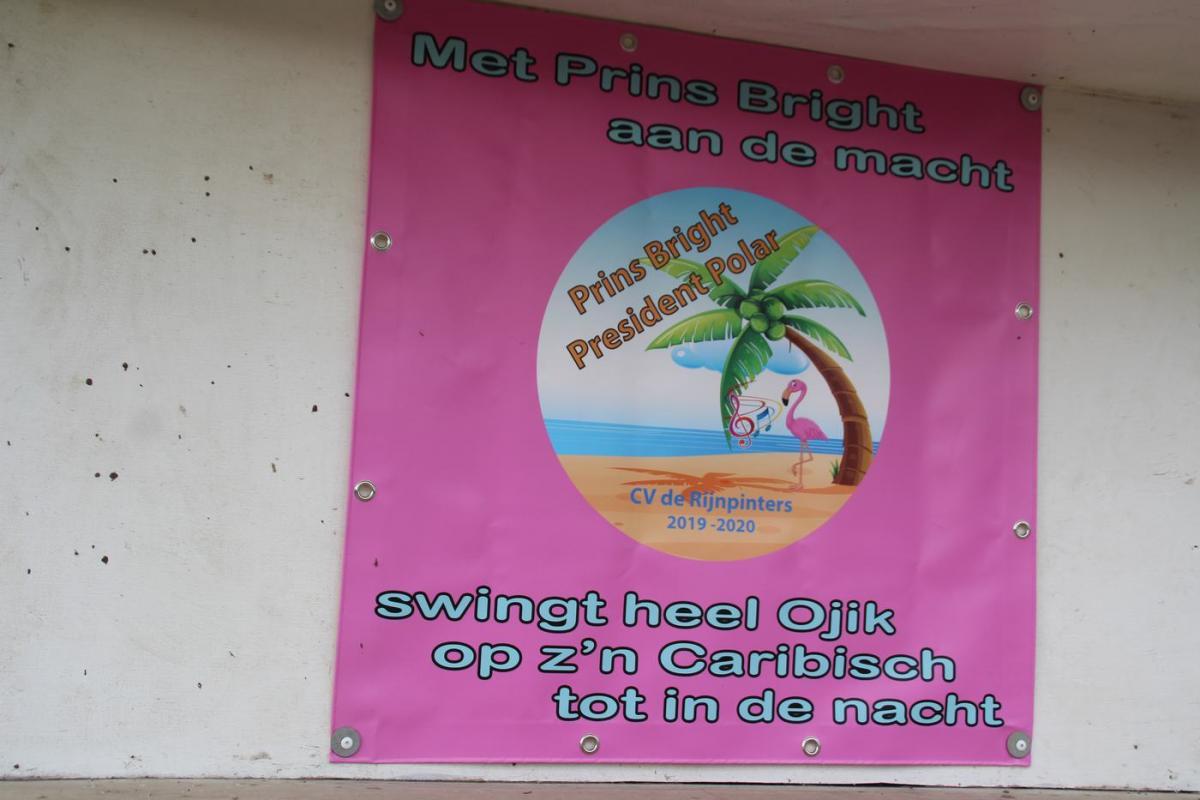 Met Prins Bright
aan de macht
Prins Bright
President Polar
CV de Rijnpinters
2019 -2020
swingt heel Ojik
op z'n Caribisch
tot in de nacht